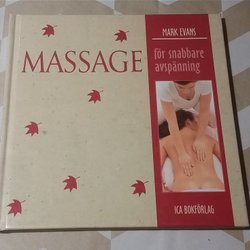 MARK EVANS
MASSAGE
för snabbare
avspänning
ICA BOKFÖRLAG